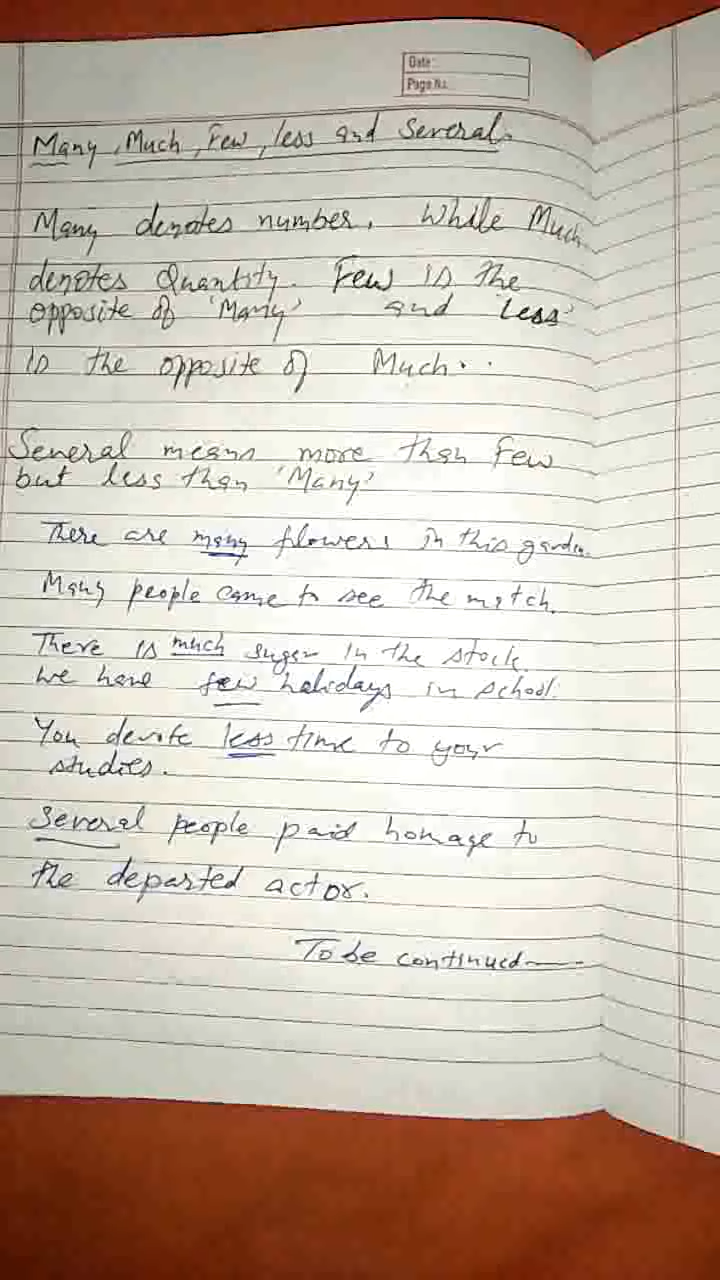 Date:
Page No.
Many, Much, Few, less and Several.
Many denotes number, While Much
denotes Quantity. Few is the
opposite of 'Many' and 'Less'
is the opposite of Much..
Several means more than Few
but less than 'Many'
There are many flowers in this garden.
Many people came to see the match.
There is much sugar in the stock.
We have few holidays in school.
You devote less time to your
studies.
Several people paid homage to
the departed actor.
To be continued——